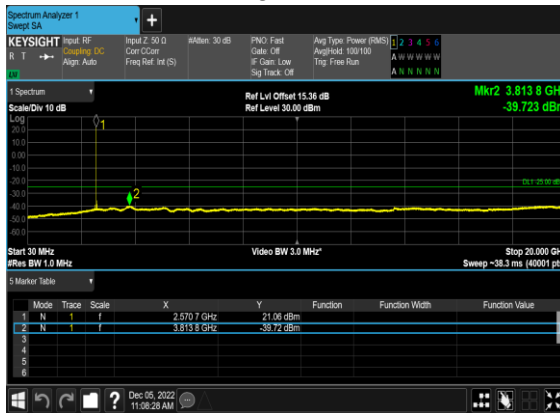 Spectrum Analyzer 1
Swept SA
+
KEYSIGHT Input: RF Input Z: 50 Ω #Atten: 30 dB PNO: Fast Avg Type: Power (RMS) 1 2 3 4 5 6
R T Coupling: DC Corr CCorr Gate: Off Avg|Hold: 100/100 A W W W W W
Align: Auto Freq Ref: Int (S) IF Gain: Low Trig: Free Run
Sig Track: Off A N N N N N
1 Spectrum Ref Lvl Offset 15.36 dB Mkr2 3.813 8 GH
Scale/Div 10 dB Ref Level 30.00 dBm -39.723 dBr
Log
20.0
10.0
0.00
-10.0
-20.0
-30.0
-40.0
-50.0
-60.0
1
2
Start 30 MHz Video BW 3.0 MHz* Stop 20.000 GH
#Res BW 1.0 MHz Sweep ~38.3 ms (40001 pt
5 Marker Table
Mode Trace Scale X Y Function Function Width Function Value
1 N 1 f 2.570 7 GHz 21.06 dBm
2 N 1 f 3.813 8 GHz -39.72 dBm
3
4
5
6
? Dec 05, 2022
11:08:28 AM